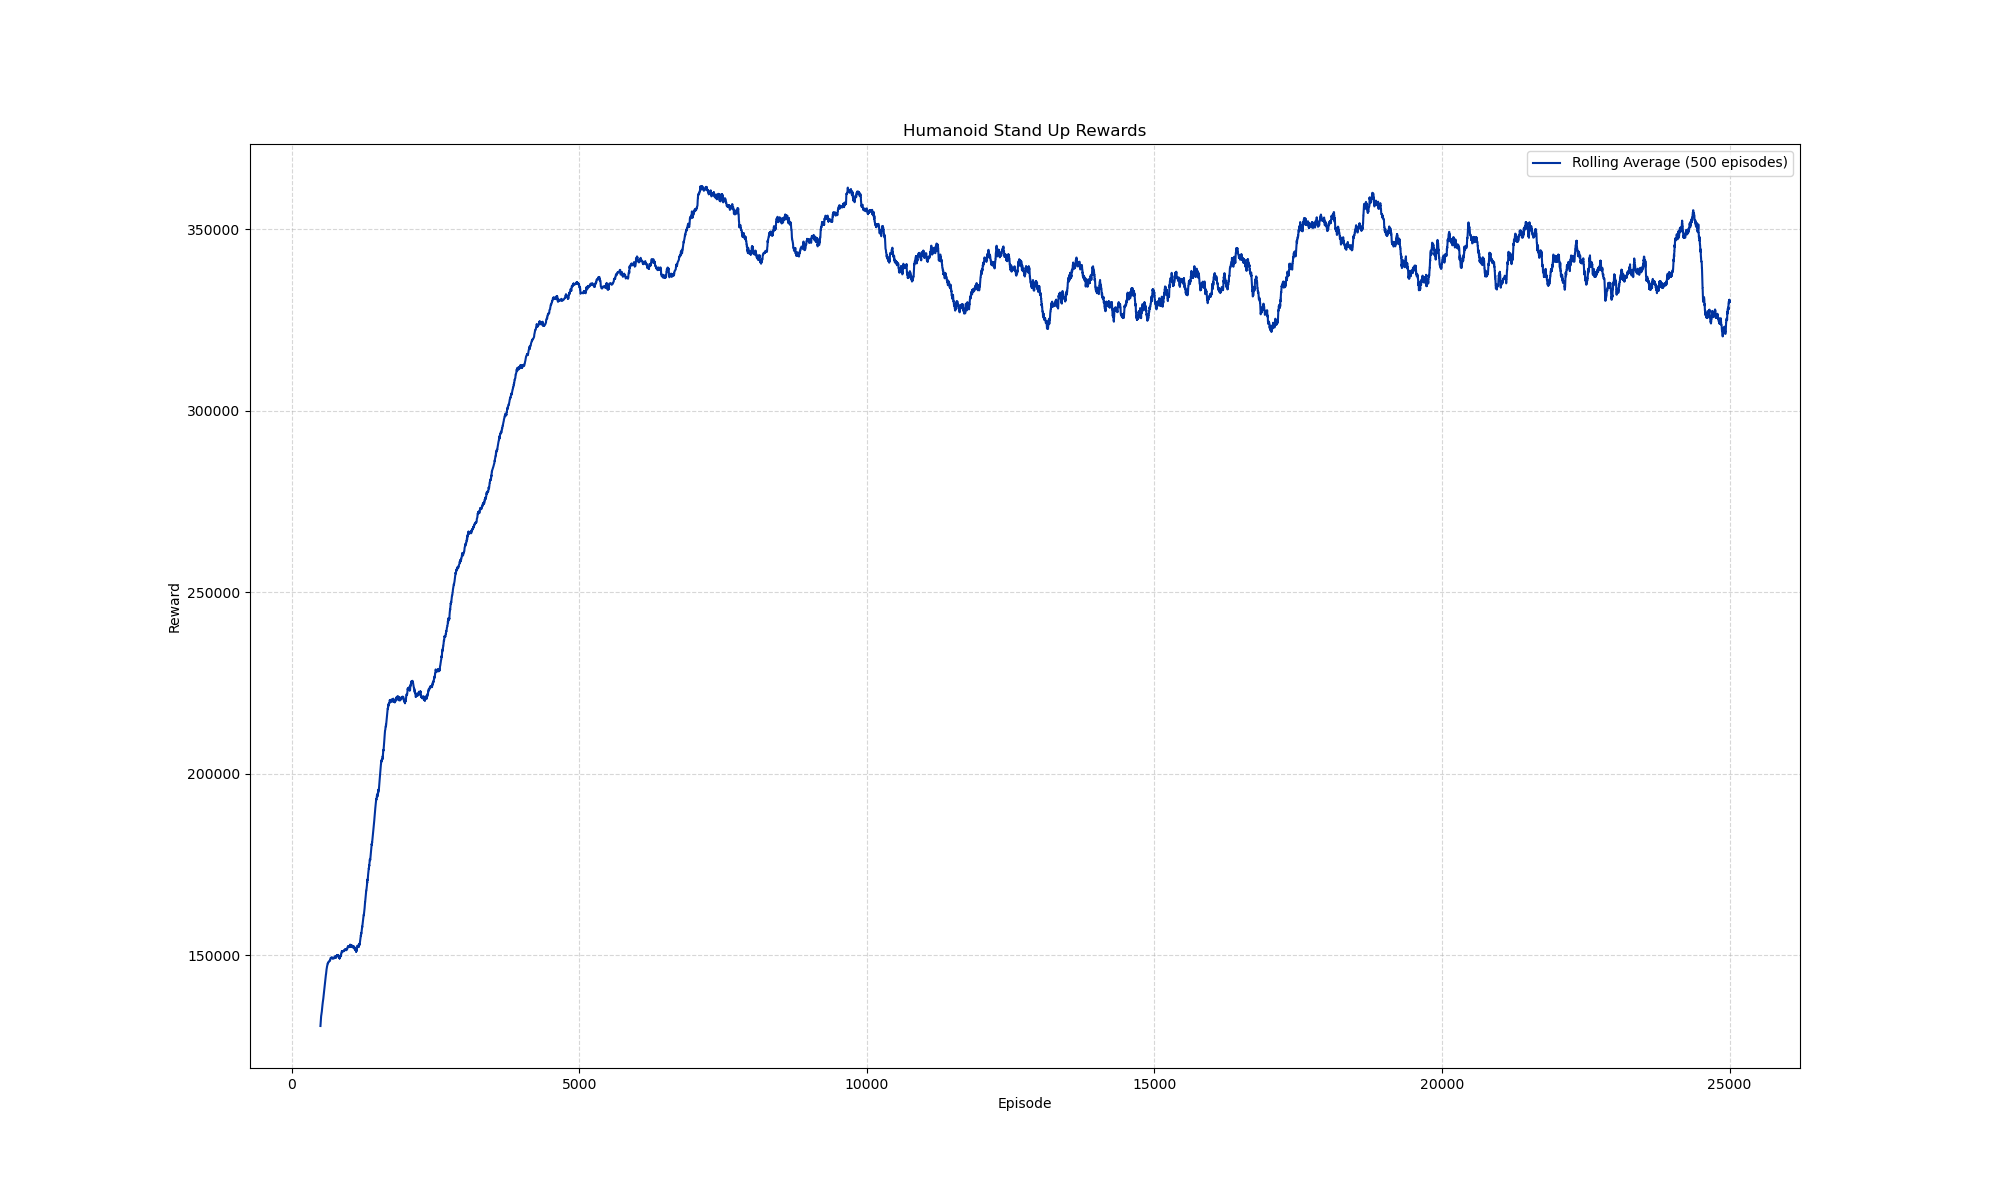 Humanoid Stand Up Rewards
Rolling Average (500 episodes)
350000
300000
250000
200000
150000
Reward
0 5000 10000 15000 20000 25000
Episode